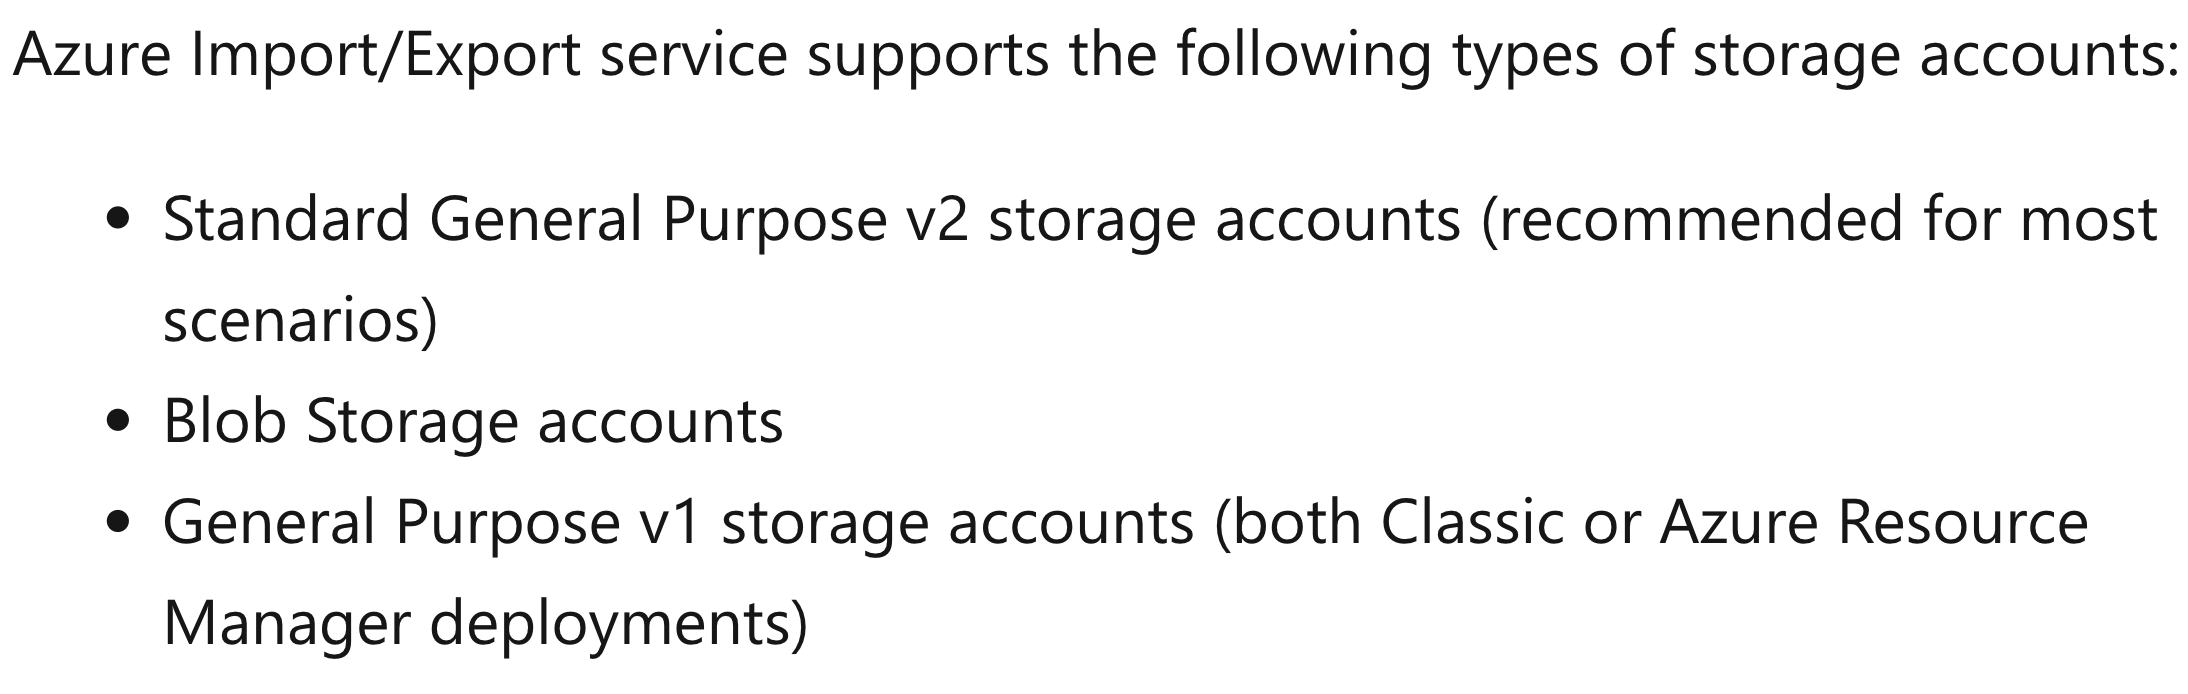 Azure Import/Export service supports the following types of storage accounts:
• Standard General Purpose v2 storage accounts (recommended for most
scenarios)
• Blob Storage accounts
• General Purpose v1 storage accounts (both Classic or Azure Resource
Manager deployments)